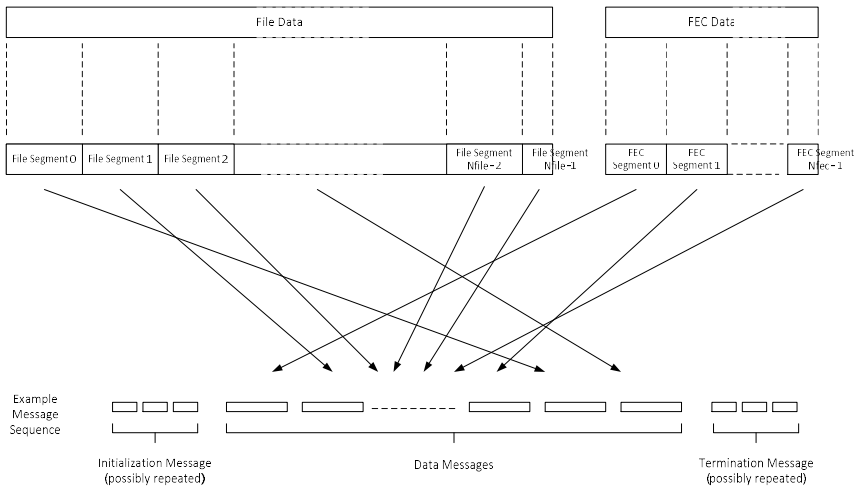 File Data
FEC Data
File Segment 0
File Segment 1
File Segment 2
File Segment
Nfile-2
File Segment
Nfile-1
FEC
Segment 0
FEC
Segment 1
FEC Segment
Nfec-1
Example
Message
Sequence
Initialization Message
(possibly repeated)
Data Messages
Termination Message
(possibly repeated)